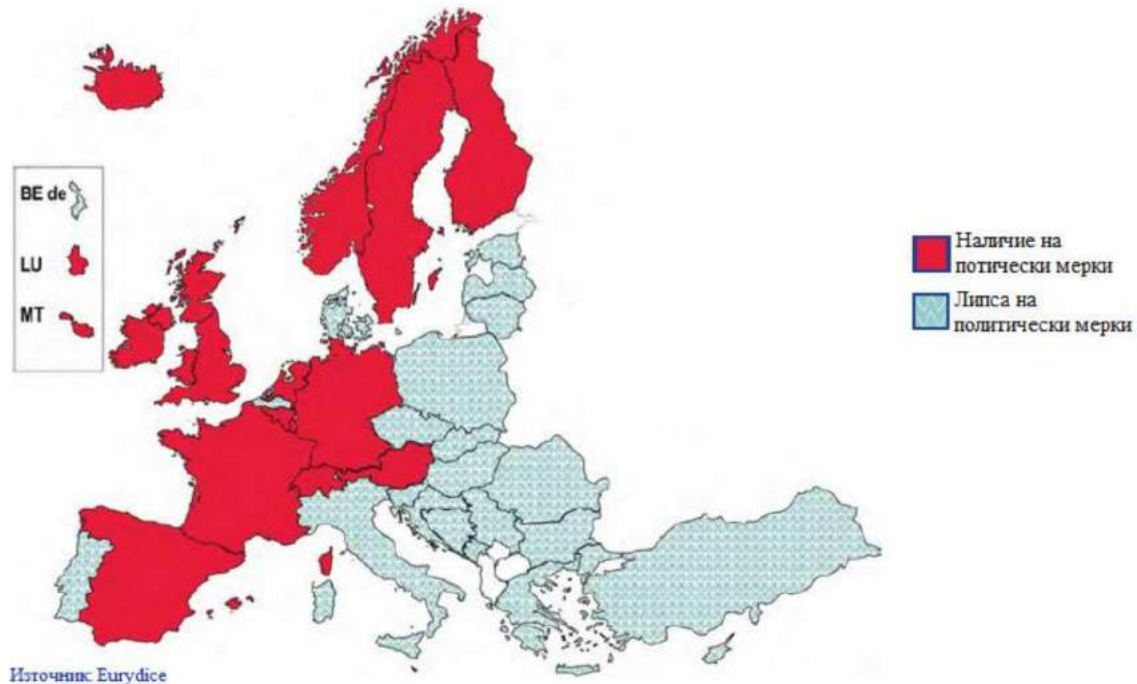 BE de
LU
MT
Наличие на
потически мерки
Липса на
политически мерки
Източник: Eurydice